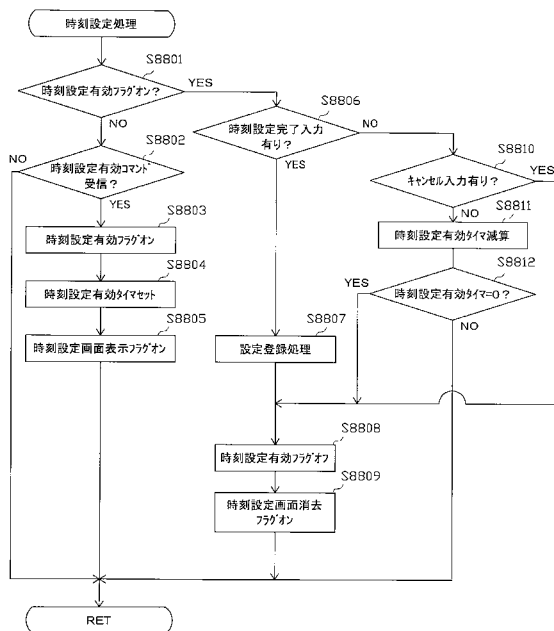 時刻設定処理
S8801
時刻設定有効フラグオン?
YES
NO
S8802
NO
時刻設定有効コマンド
受信?
YES
S8803
時刻設定有効フラグオン
S8804
時刻設定有効タイマセット
S8805
時刻設定画面表示フラグオン
S8806
時刻設定完了入力
有り?
NO
YES
S8810
キャンセル入力有り?
YES
NO
S8811
時刻設定有効タイマ減算
S8812
YES
時刻設定有効タイマ=0?
NO
S8807
設定登録処理
S8808
時刻設定有効フラグオフ
S8809
時刻設定画面消去
フラグオン
RET